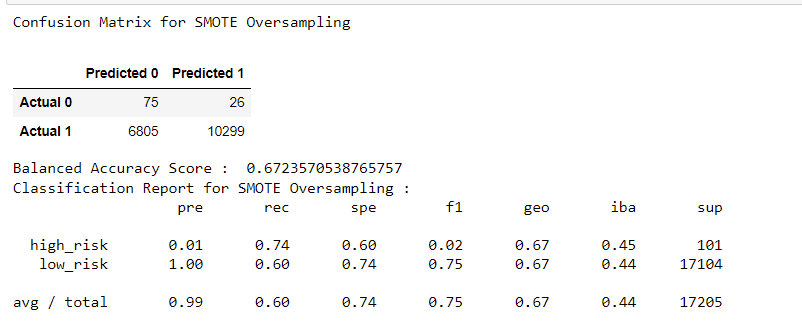 Confusion Matrix for SMOTE Oversampling
Predicted 0 Predicted 1
Actual 0 75 26
Actual 1 6805 10299
Balanced Accuracy Score : 0.6723570538765757
Classification Report for SMOTE Oversampling :
pre rec spe f1 geo iba sup
high_risk 0.01 0.74 0.60 0.02 0.67 0.45 101
low_risk 1.00 0.60 0.74 0.75 0.67 0.44 17104
avg / total 0.99 0.60 0.74 0.75 0.67 0.44 17205